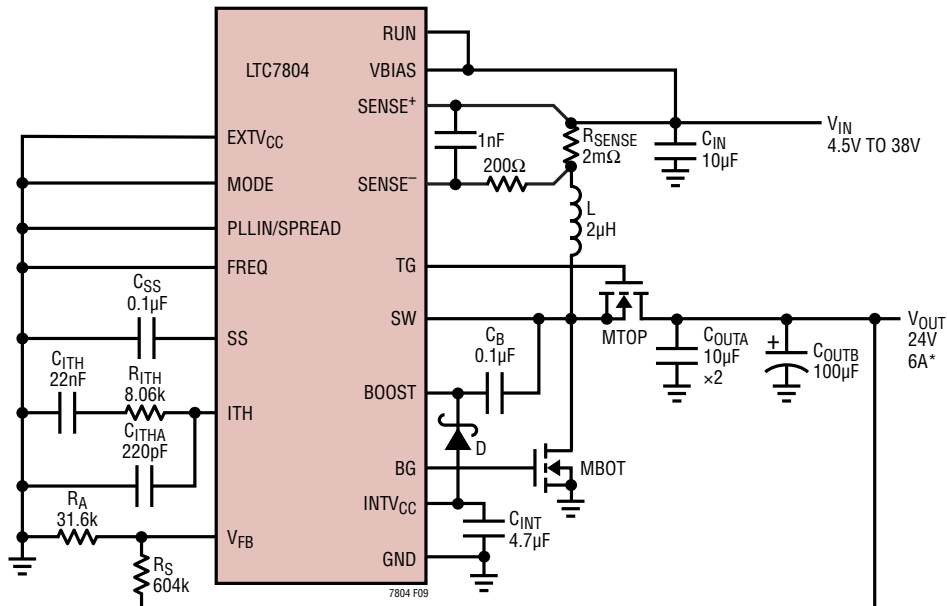 RUN
LTC7804
VBIAS
SENSE+
EXTVCC
1nF
RSENSE
2mΩ
CIN
10µF
VIN
4.5V TO 38V
200Ω
MODE
SENSE−
L
2µH
PLLIN/SPREAD
FREQ
TG
CSS
0.1µF
SS
SW
CB
0.1µF
MTOP
COUTA
10µF
×2
+
COUTB
100µF
VOUT
24V
6A*
CITH
22nF
RITH
8.06k
ITH
BOOST
D
CITHA
220pF
BG
MBOT
RA
31.6k
INTVCC
CINT
4.7µF
VFB
GND
RS
604k
7804 F09